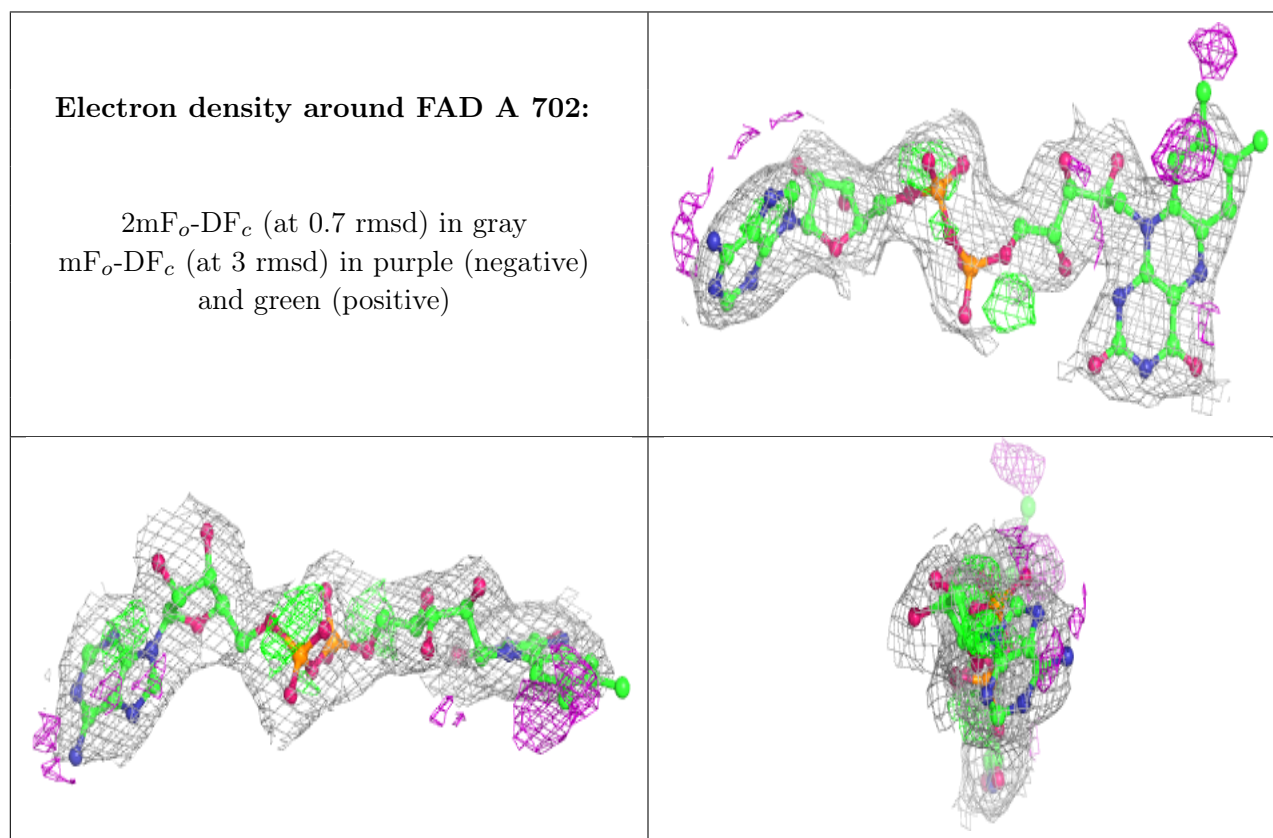 Electron density around FAD A 702:
2mFo-DFc (at 0.7 rmsd) in gray
mFo-DFc (at 3 rmsd) in purple (negative)
and green (positive)